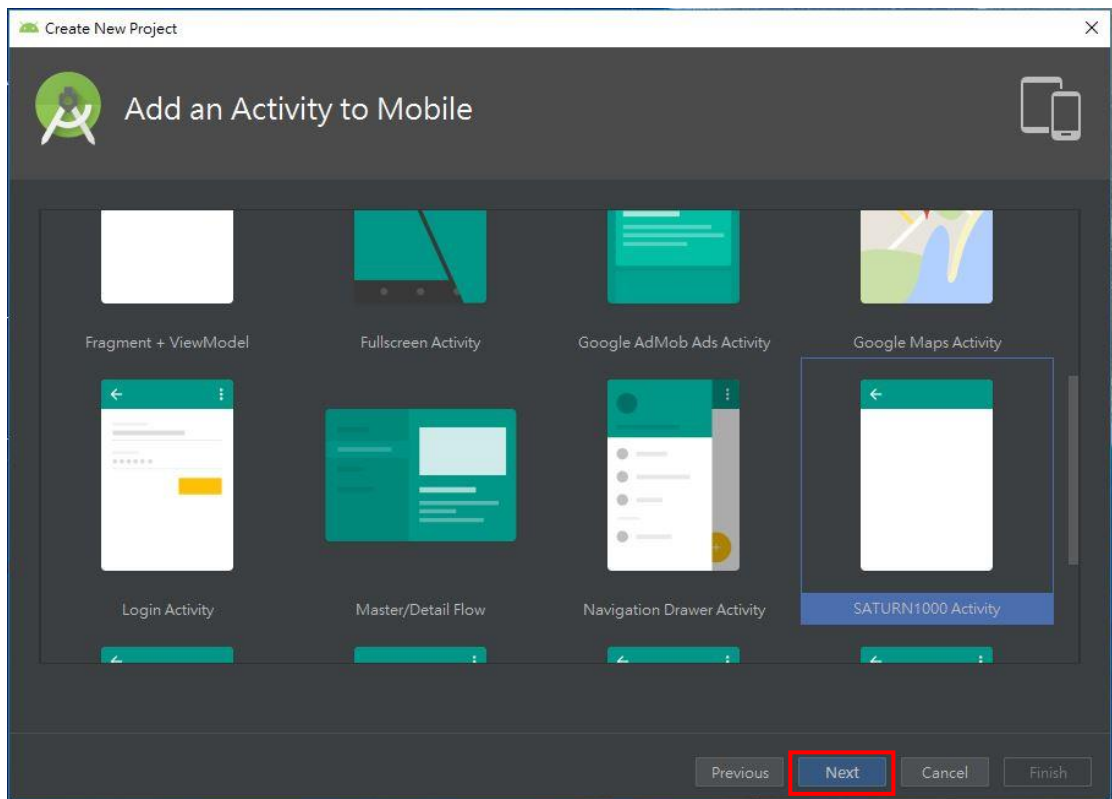 Create New Project
Add an Activity to Mobile
Fragment + ViewModel
Fullscreen Activity
Google AdMob Ads Activity
Google Maps Activity
Login Activity
Master/Detail Flow
Navigation Drawer Activity
SATURN1000 Activity
Previous
Next
Cancel
Finish